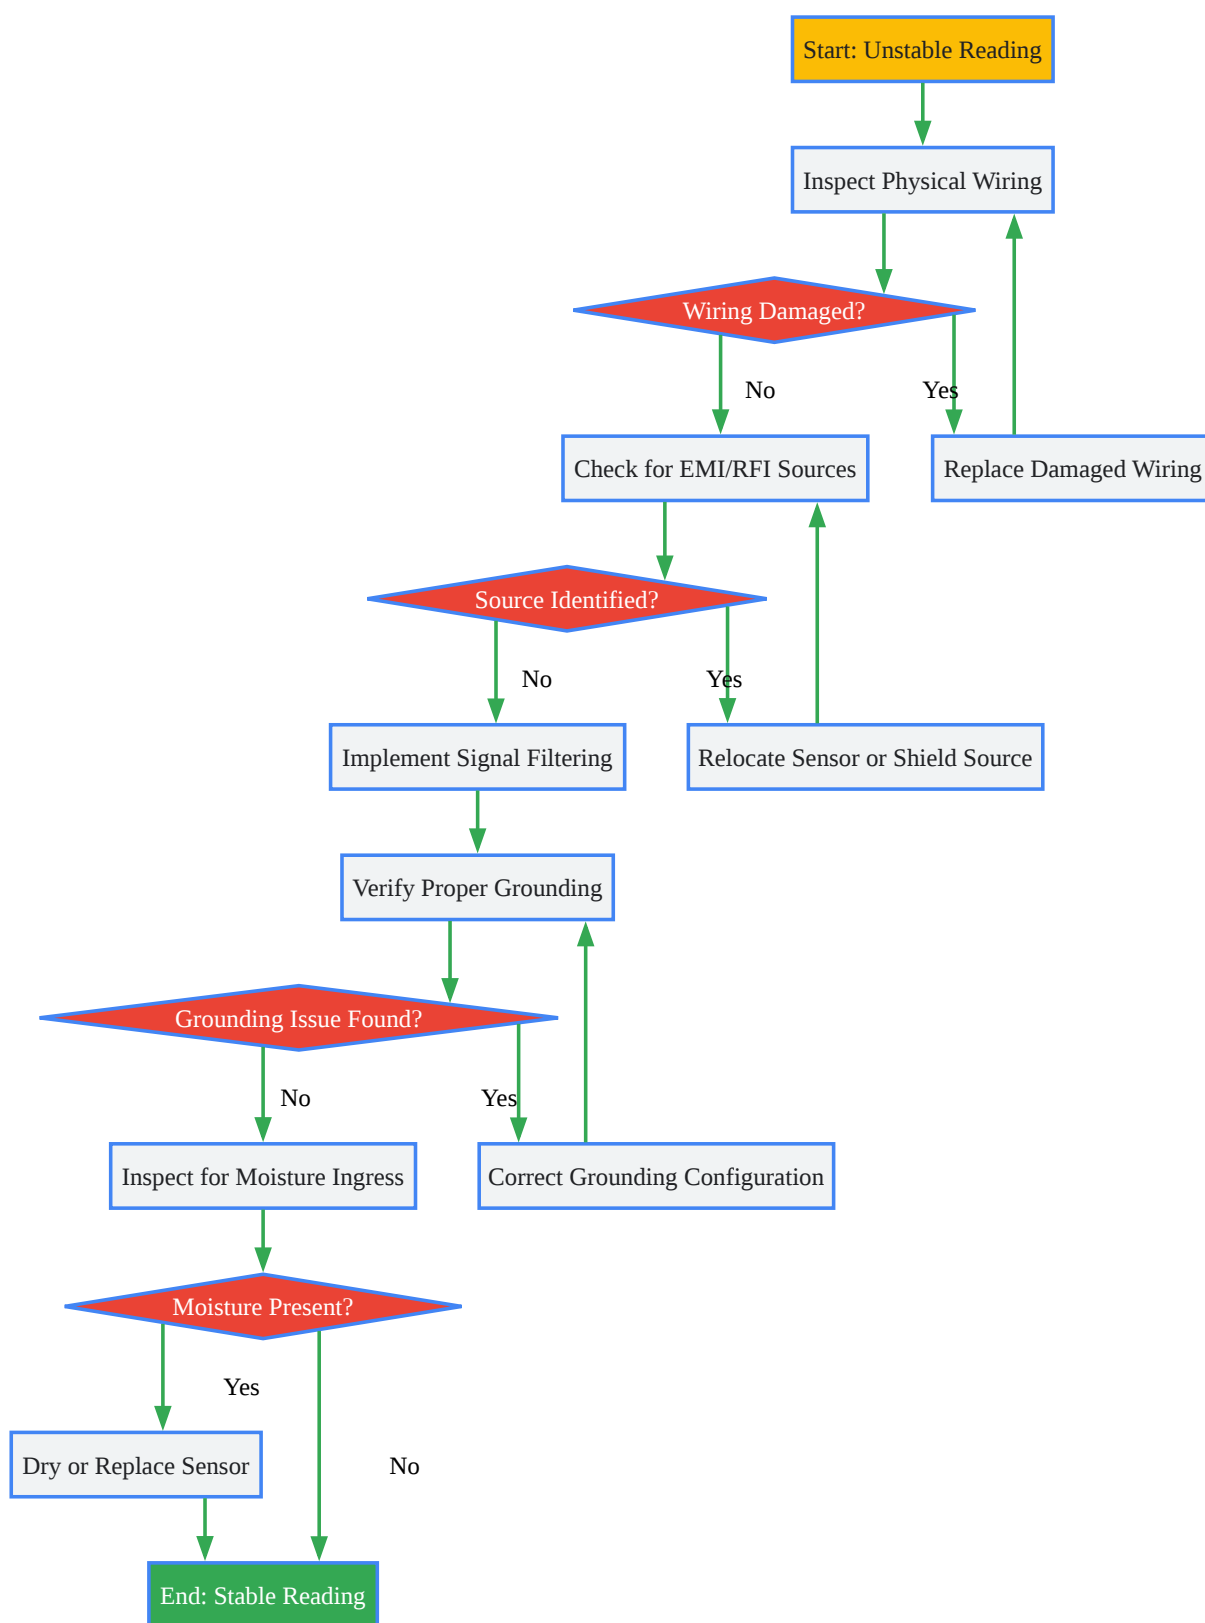 Start: Unstable Reading
Inspect Physical Wiring
Wiring Damaged?
No
Yes
Check for EMI/RFI Sources
Replace Damaged Wiring
Source Identified?
No
Yes
Implement Signal Filtering
Relocate Sensor or Shield Source
Verify Proper Grounding
Grounding Issue Found?
No
Yes
Inspect for Moisture Ingress
Correct Grounding Configuration
Moisture Present?
Yes
Dry or Replace Sensor
No
End: Stable Reading